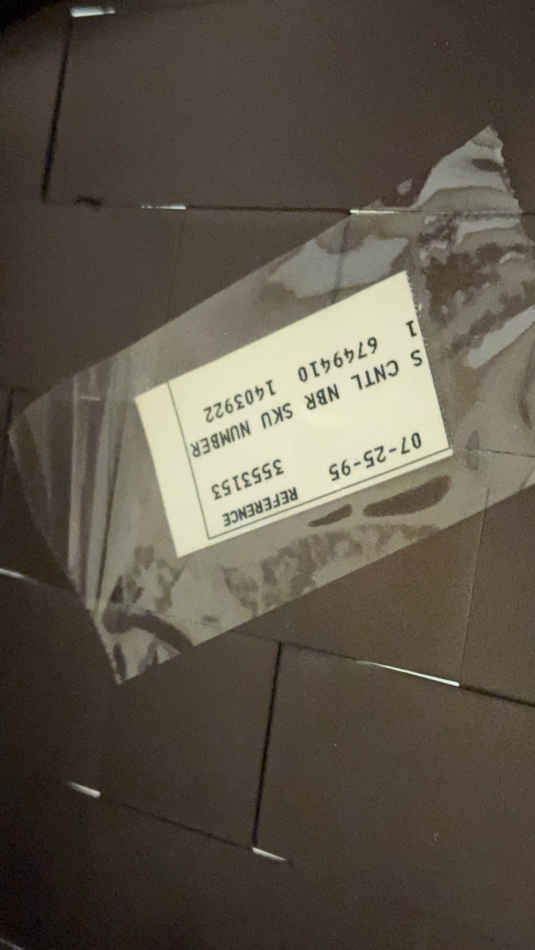 REFERENCE
07-25-95 3553153
S CNTL NBR SKU NUMBER
1 6749410 1403922